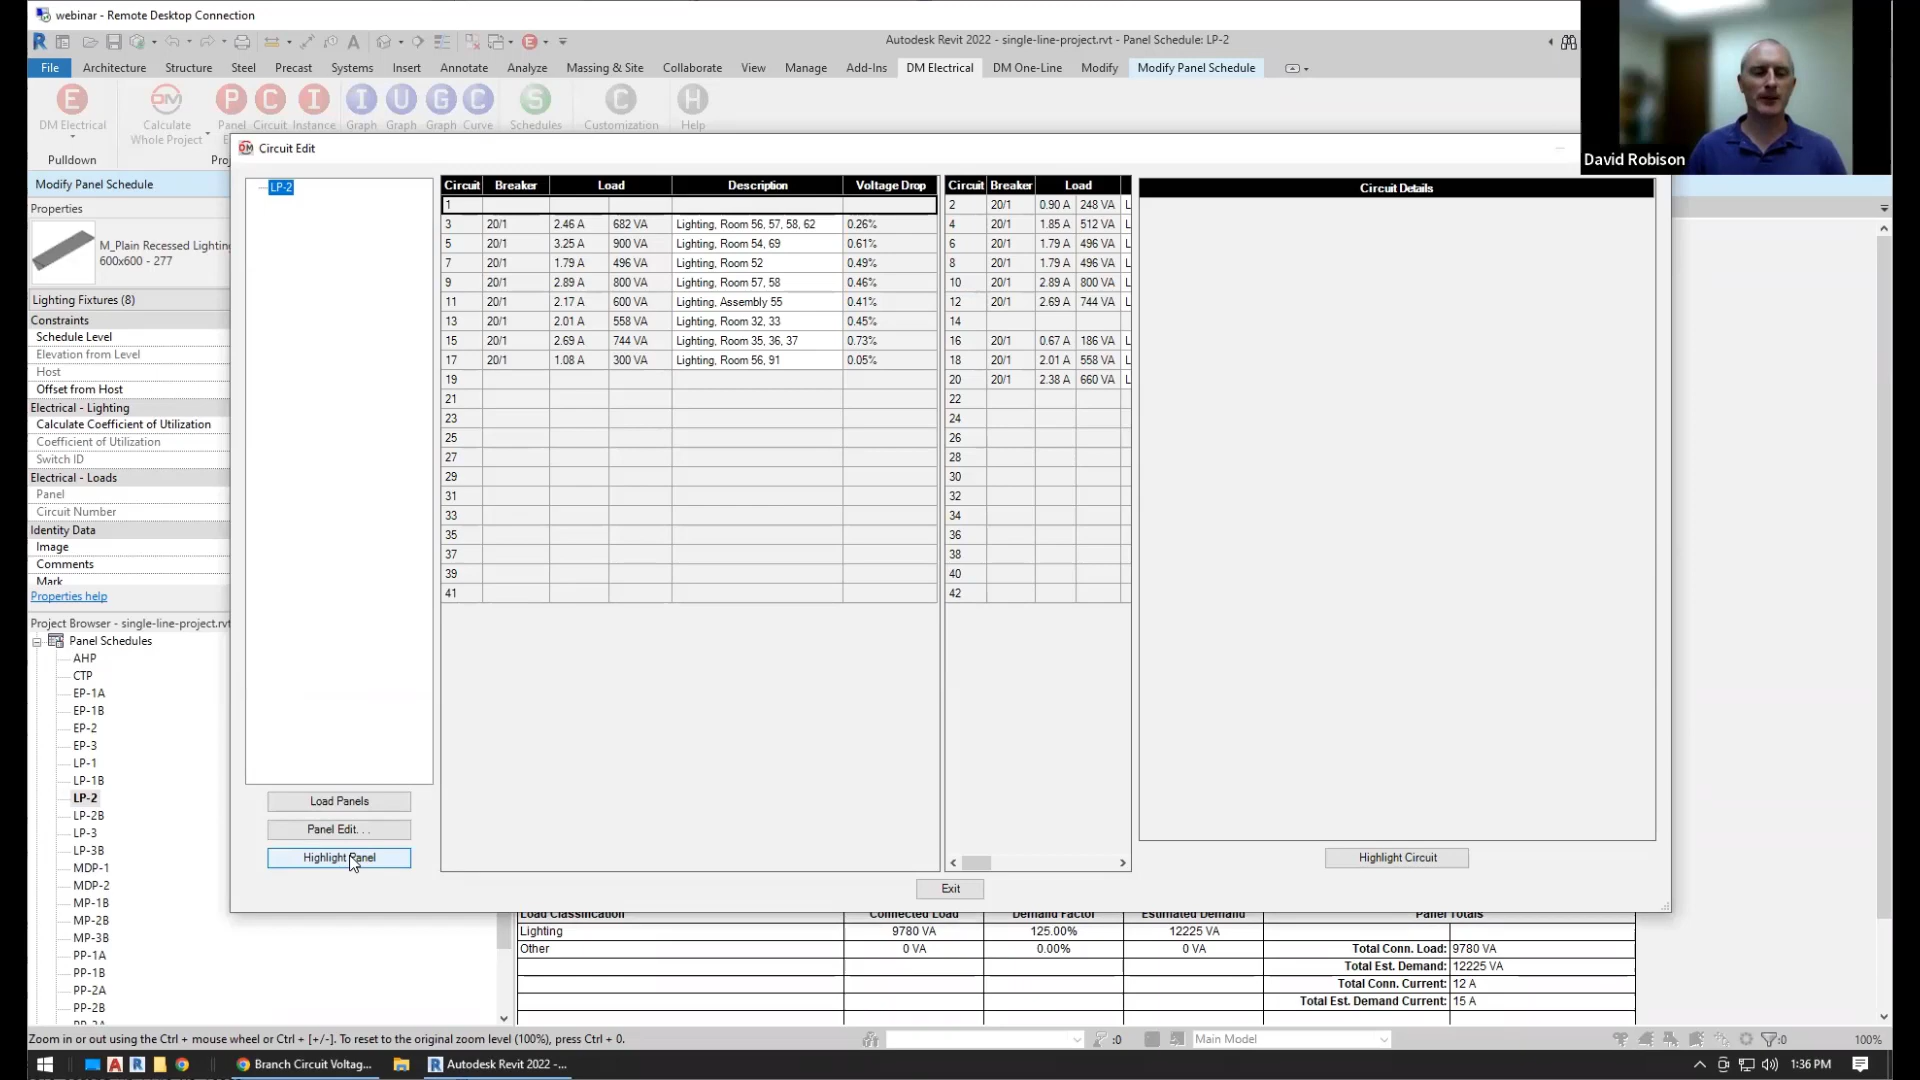 webinar - Remote Desktop Connection
Autodesk Revit 2022 - single-line-project.rvt - Panel Schedule: LP-2
File Architecture Structure Steel Precast Systems Insert Annotate Analyze Massing & Site Collaborate View Manage Add-Ins DM Electrical DM One-Line Modify Modify Panel Schedule
DM Electrical
Calculate Whole Project
Panel Circuit Instance Graph Graph Graph Curve Schedules Customization Help
Pulldown
David Robison
Modify Panel Schedule
Properties
M_Plain Recessed Lighting
600x600 - 277
Lighting Fixtures (8)
Constraints
Schedule Level
Elevation from Level
Host
Offset from Host
Electrical - Lighting
Calculate Coefficient of Utilization
Coefficient of Utilization
Switch ID
Electrical - Loads
Panel
Circuit Number
Identity Data
Image
Comments
Mark
Properties help
Project Browser - single-line-project.rvt
Panel Schedules
AHP
CTP
EP-1A
EP-1B
EP-2
EP-3
LP-1
LP-1B
LP-2
LP-2B
LP-3
LP-3B
MDP-1
MDP-2
MP-1B
MP-2B
MP-3B
PP-1A
PP-1B
PP-2A
PP-2B
Circuit Edit
LP-2
Load Panels
Panel Edit. . .
Highlight Panel
Circuit Breaker Load Description Voltage Drop
1
3 20/1 2.46 A 682 VA Lighting, Room 56, 57, 58, 62 0.26%
5 20/1 3.25 A 900 VA Lighting, Room 54, 69 0.61%
7 20/1 1.79 A 496 VA Lighting, Room 52 0.49%
9 20/1 2.89 A 800 VA Lighting, Room 57, 58 0.46%
11 20/1 2.17 A 600 VA Lighting, Assembly 55 0.41%
13 20/1 2.01 A 558 VA Lighting, Room 32, 33 0.45%
15 20/1 2.69 A 744 VA Lighting, Room 35, 36, 37 0.73%
17 20/1 1.08 A 300 VA Lighting, Room 56, 91 0.05%
19
21
23
25
27
29
31
33
35
37
39
41
Circuit Breaker Load
2 20/1 0.90 A 248 VA L
4 20/1 1.85 A 512 VA L
6 20/1 1.79 A 496 VA L
8 20/1 1.79 A 496 VA L
10 20/1 2.89 A 800 VA L
12 20/1 2.69 A 744 VA L
14
16 20/1 0.67 A 186 VA L
18 20/1 2.01 A 558 VA L
20 20/1 2.38 A 660 VA L
22
24
26
28
30
32
34
36
38
40
42
Circuit Details
Highlight Circuit
Exit
Load Classification Connected Load Demand Factor Estimated Demand Panel Totals
Lighting 9780 VA 125.00% 12225 VA
Other 0 VA 0.00% 0 VA Total Conn. Load: 9780 VA
Total Est. Demand: 12225 VA
Total Conn. Current: 12 A
Total Est. Demand Current: 15 A
Zoom in or out using the Ctrl + mouse wheel or Ctrl + [+/-]. To reset to the original zoom level (100%), press Ctrl + 0.
:0
Main Model
:0
100%
Branch Circuit Voltag...
Autodesk Revit 2022 -...
1:36 PM